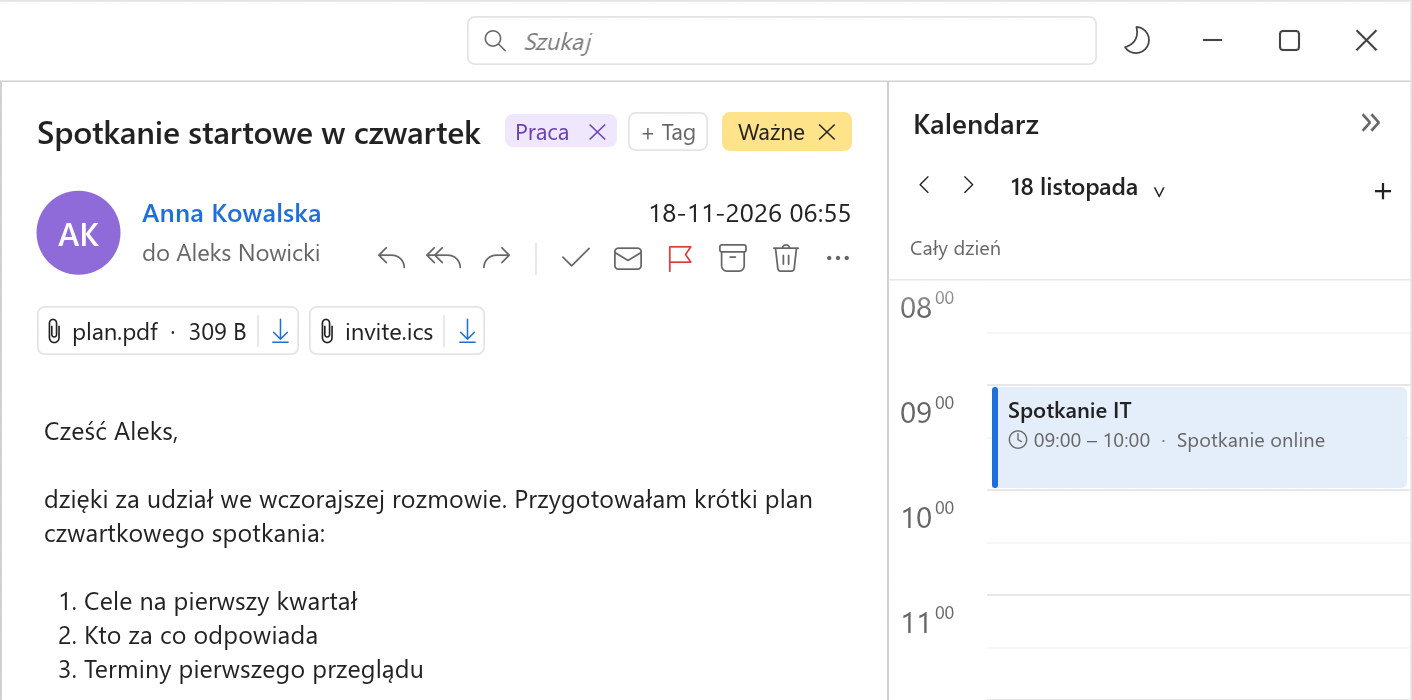 Szukaj
Spotkanie startowe w czwartek
Praca
+ Tag
Ważne
AK
Anna Kowalska
18-11-2026 06:55
do Aleks Nowicki
plan.pdf · 309 B
invite.ics
Cześć Aleks,
dzięki za udział we wczorajszej rozmowie. Przygotowałam krótki plan
czwartkowego spotkania:
1. Cele na pierwszy kwartał
2. Kto za co odpowiada
3. Terminy pierwszego przeglądu
Kalendarz
18 listopada
Cały dzień
08 00
09 00
Spotkanie IT
09:00 – 10:00 · Spotkanie online
10 00
11 00